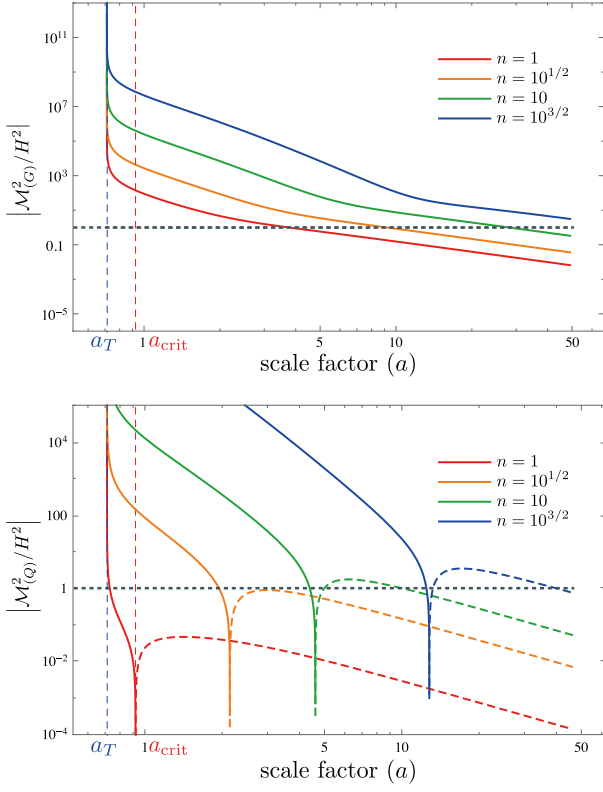 10^{11}
n = 1
n = 10^{1/2}
10^7
n = 10
n = 10^{3/2}
|M^2_{(G)}/H^2|
10^3
0.1
10^{-5}
a_T 1 a_crit 5 10 50
scale factor (a)
10^4
n = 1
n = 10^{1/2}
100
n = 10
n = 10^{3/2}
|M^2_{(Q)}/H^2|
1
10^{-2}
10^{-4}
a_T 1 a_crit 5 10 50
scale factor (a)